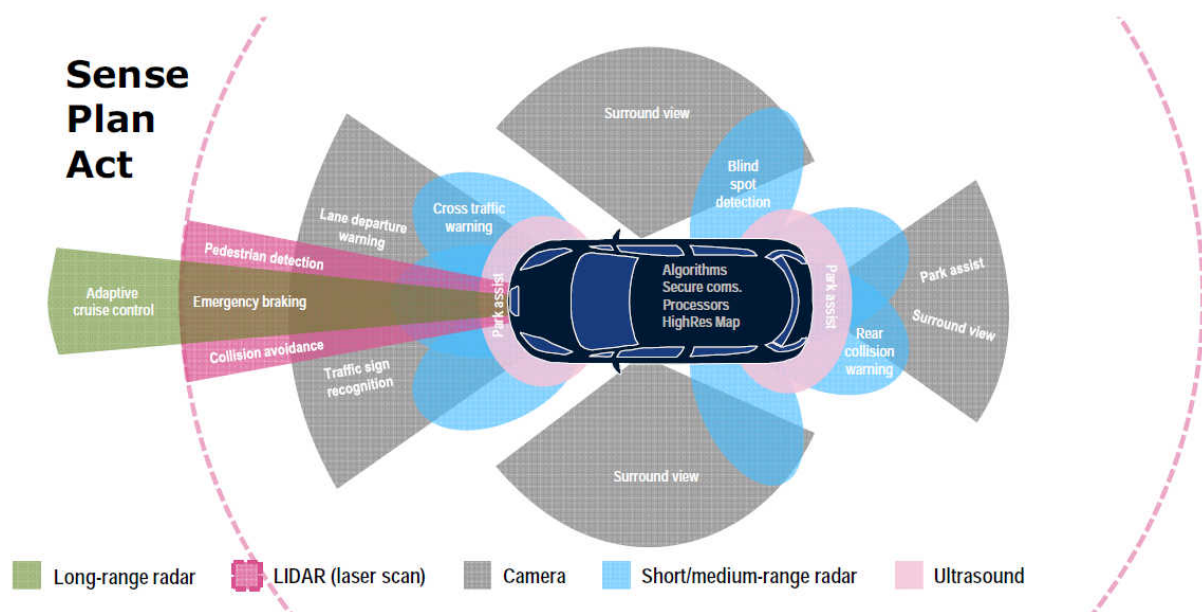 Sense
Plan
Act
Surround view
Blind
spot
detection
Cross traffic
warning
Lane departure
warning
Pedestrian detection
Adaptive
cruise control
Emergency braking
Collision avoidance
Traffic sign
recognition
Park assist
Algorithms
Secure coms.
Processors
HighRes Map
Park assist
Park assist
Surround view
Rear
collision
warning
Surround view
Long-range radar
LIDAR (laser scan)
Camera
Short/medium-range radar
Ultrasound